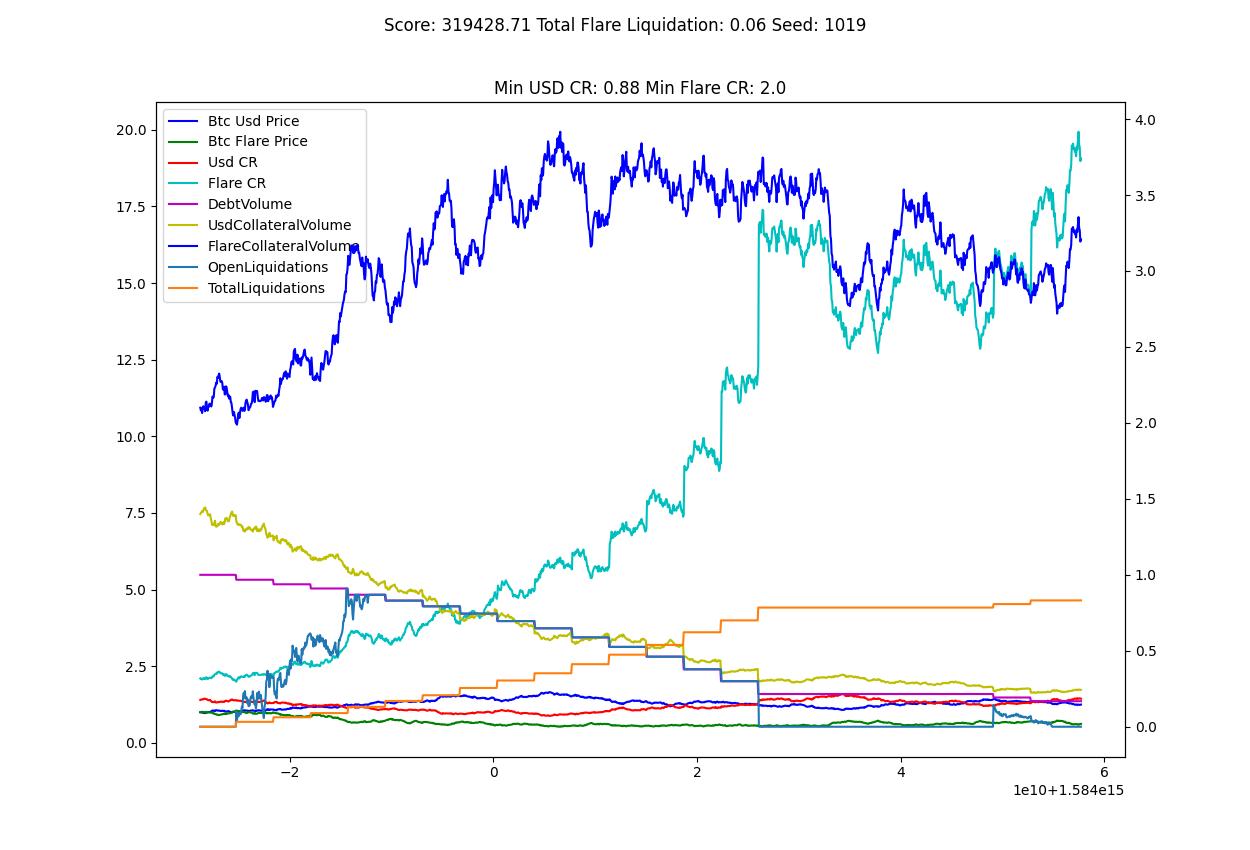 Score: 319428.71 Total Flare Liquidation: 0.06 Seed: 1019
Min USD CR: 0.88 Min Flare CR: 2.0
Btc Usd Price
Btc Flare Price
Usd CR
Flare CR
DebtVolume
UsdCollateralVolume
FlareCollateralVolume
OpenLiquidations
TotalLiquidations
20.0
17.5
15.0
12.5
10.0
7.5
5.0
2.5
0.0
4.0
3.5
3.0
2.5
2.0
1.5
1.0
0.5
0.0
−2
0
2
4
6
1e10+1.584e15